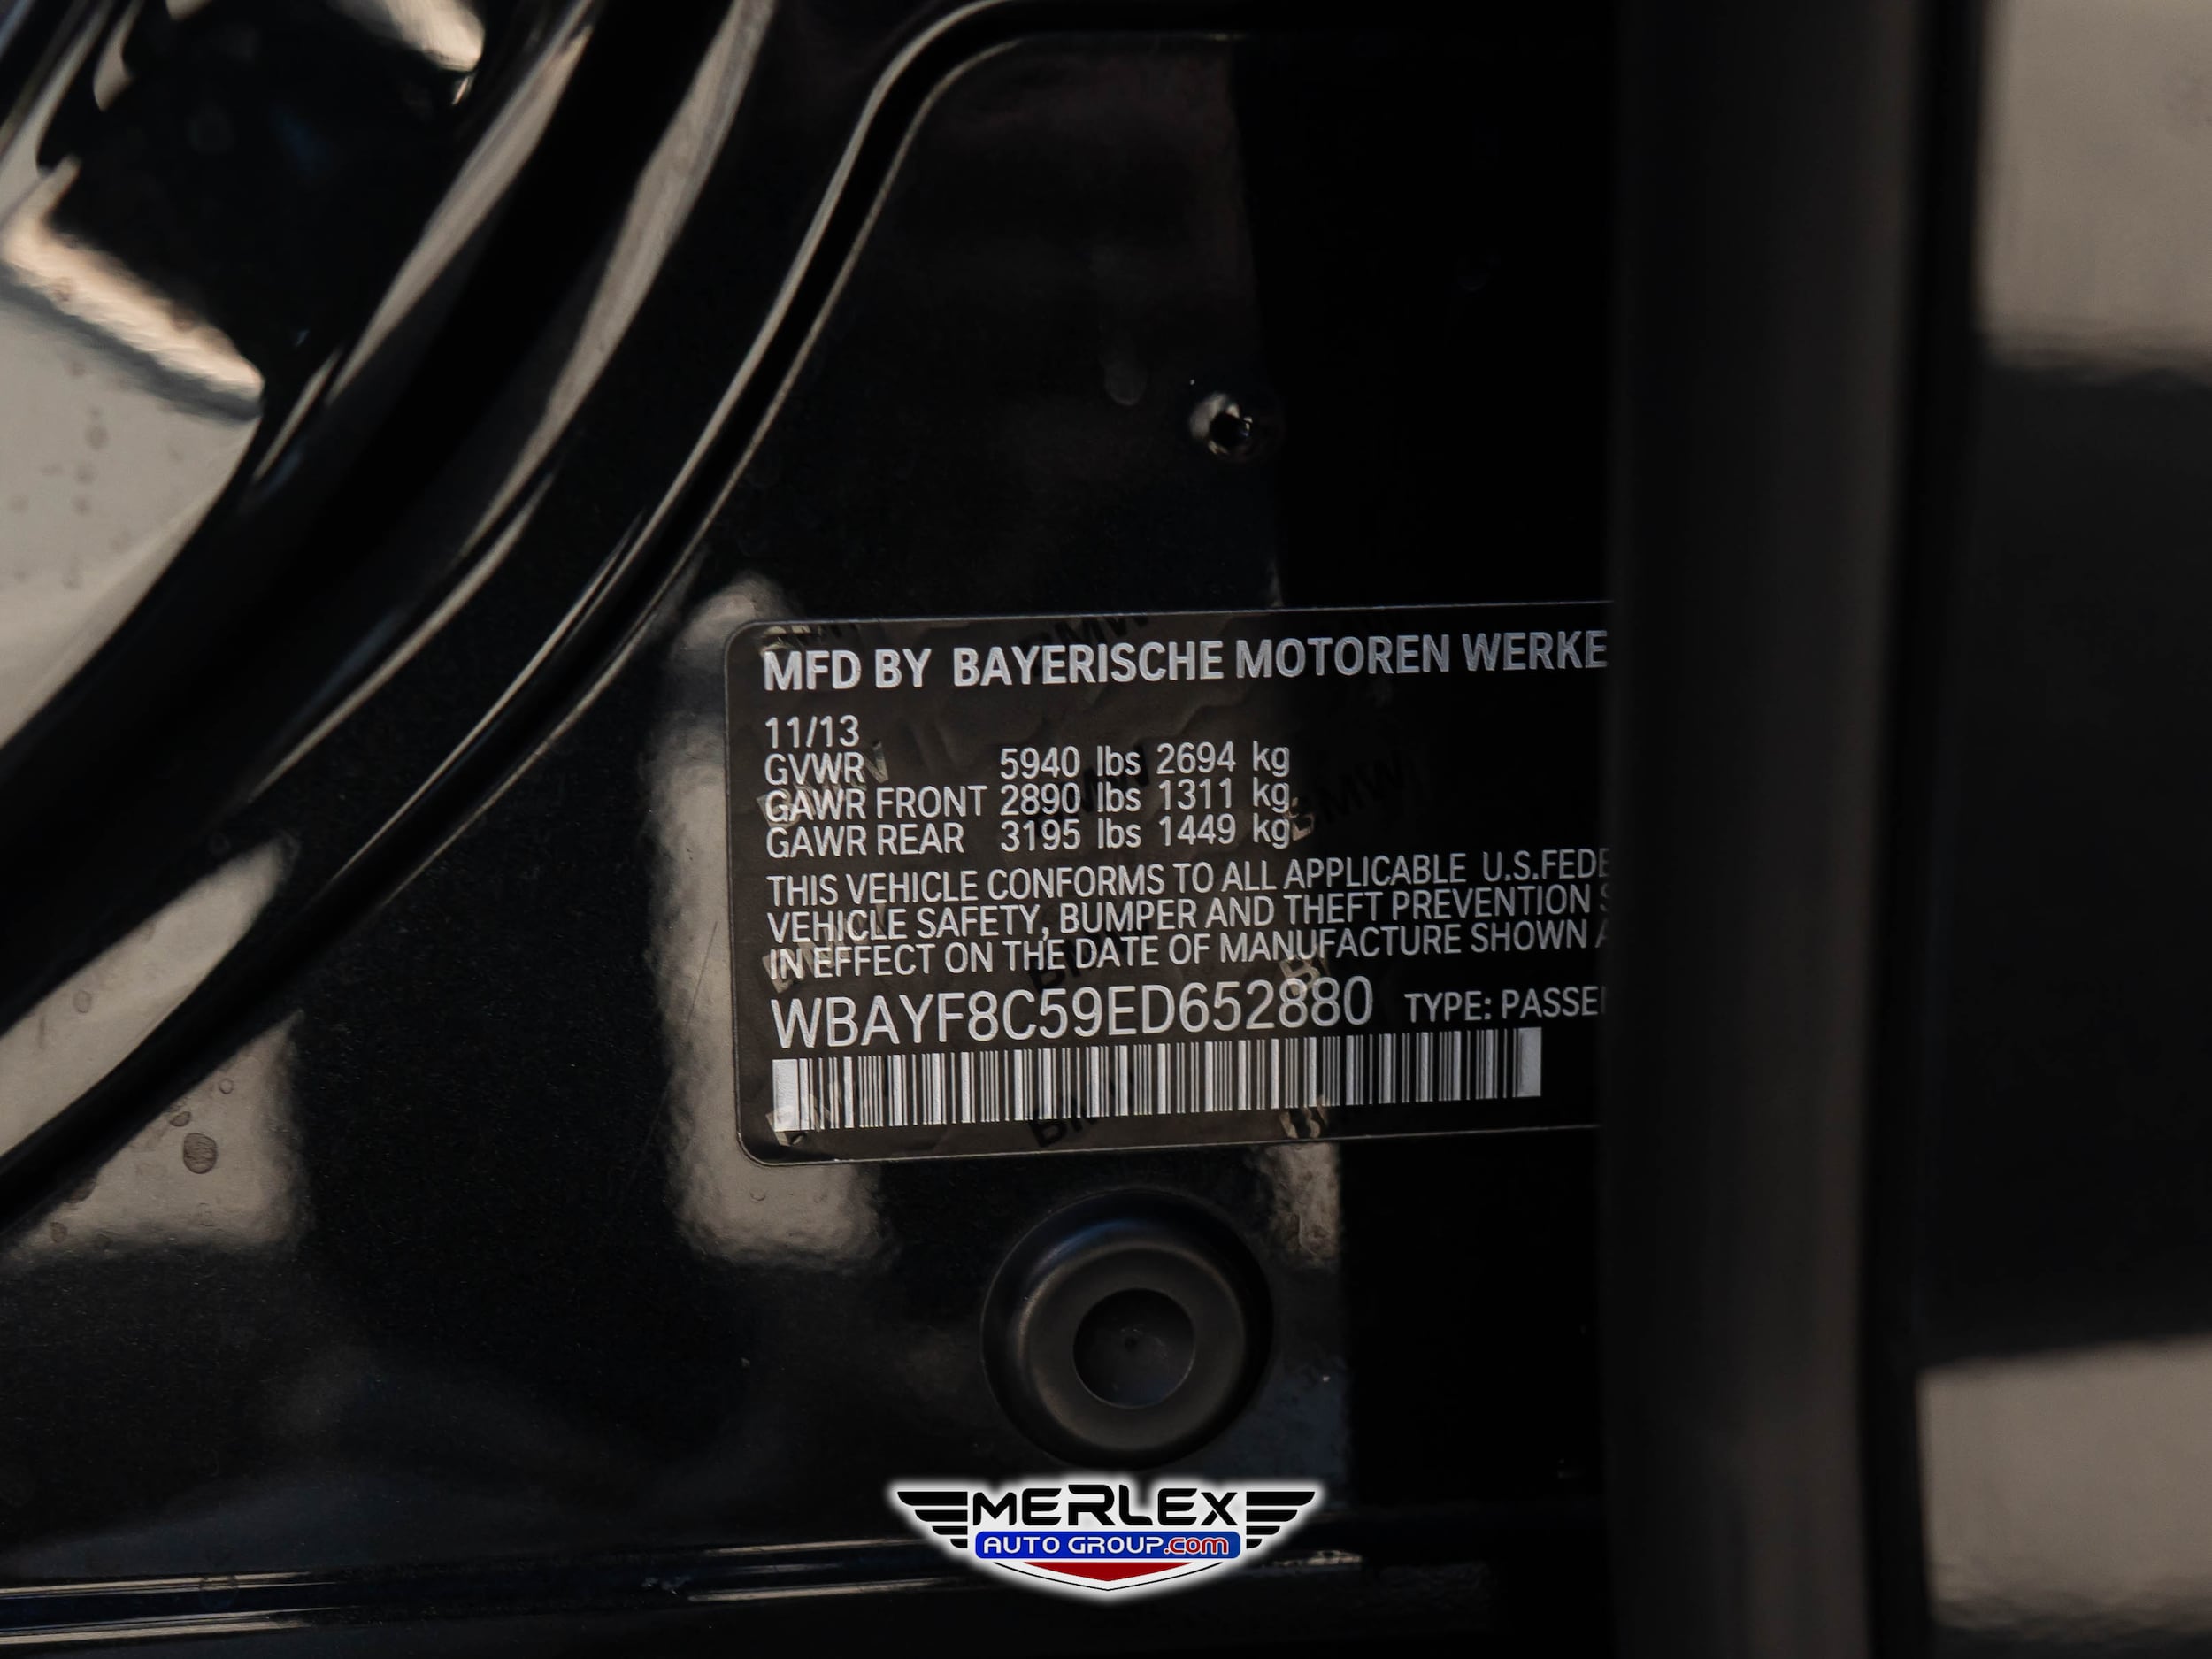 MFD BY BAYERISCHE MOTOREN WERKE
11/13
GVWR 5940 lbs 2694 kg
GAWR FRONT 2890 lbs 1311 kg
GAWR REAR 3195 lbs 1449 kg
THIS VEHICLE CONFORMS TO ALL APPLICABLE U.S.FEDE
VEHICLE SAFETY, BUMPER AND THEFT PREVENTION S
IN EFFECT ON THE DATE OF MANUFACTURE SHOWN A
WBAYF8C59ED652880 TYPE: PASSEN
MERLEX
AUTO GROUP.com